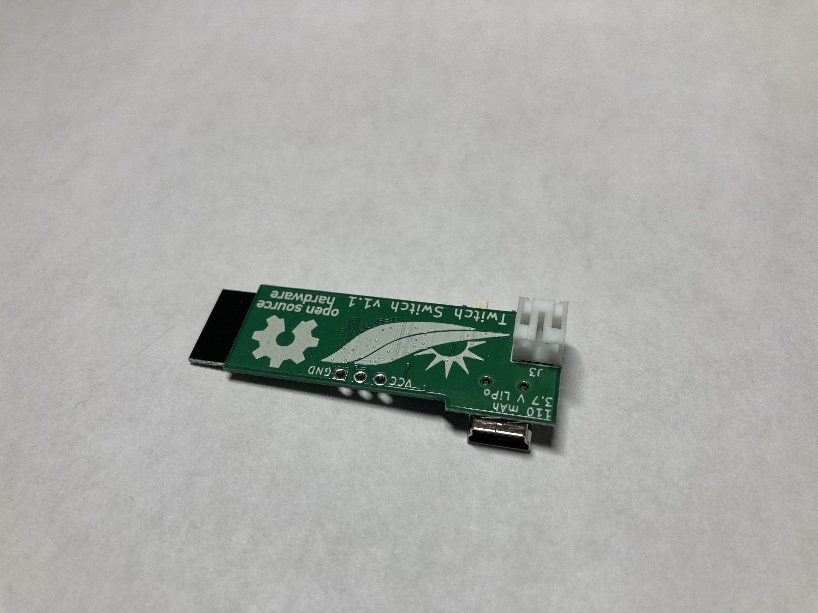 110 mAh
3.7 V LiPo
J3
VCC
GND
Twitch Switch v1.1
open source
hardware